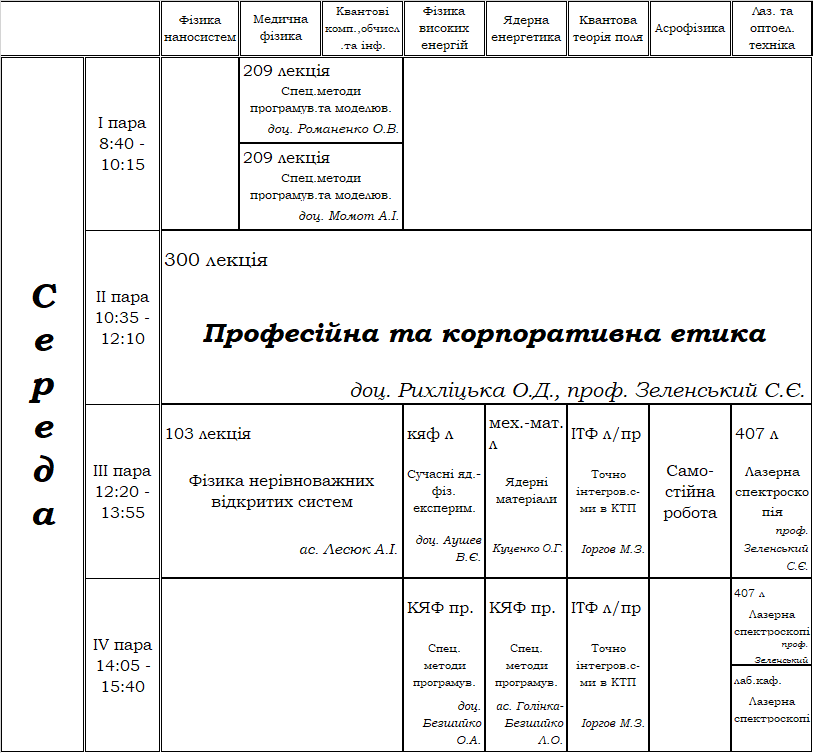 Фізика
наносистем
Медична
фізика
Квантові
комп.,обчисл
.та інф.
Фізика
високих
енергій
Ядерна
енергетика
Квантова
теорія поля
Асрофізика
Лаз. та
оптоел.
техніка
Середа
I пара
8:40 -
10:15
209 лекція
Спец.методи
програмув.та моделюв.
доц. Романенко О.В.
209 лекція
Спец.методи
програмув.та моделюв.
доц. Момот А.І.
II пара
10:35 -
12:10
300 лекція
Професійна та корпоративна етика
доц. Рихліцька О.Д., проф. Зеленський С.Є.
III пара
12:20 -
13:55
103 лекція
Фізика нерівноважних
відкритих систем
ас. Лесюк А.І.
кяф л
Сучасні яд.-
фіз.
експерим.
доц. Аушев
В.Є.
мех.-мат.
л
Ядерні
матеріали
Куценко О.Г.
ІТФ л/пр
Точно
інтегров.с-
ми в КТП
Іоргов М.З.
Само-
стійна
робота
407 л
Лазерна
спектроско
пія
проф.
Зеленський
С.Є.
IV пара
14:05 -
15:40
КЯФ пр.
Спец.
методи
програмув.
доц.
Безшийко
О.А.
КЯФ пр.
Спец.
методи
програмув.
ас. Голінка-
Безшийко
Л.О.
ІТФ л/пр
Точно
інтегров.с-
ми в КТП
Іоргов М.З.
407 л
Лазерна
спектроскопі
проф.
Зеленський
лаб.каф.
Лазерна
спектроскопі